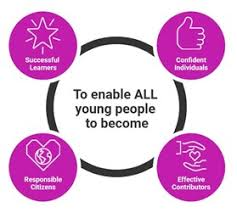 Successful
Learners
Confident
Individuals
To enable ALL
young people
to become
Responsible
Citizens
Effective
Contributors